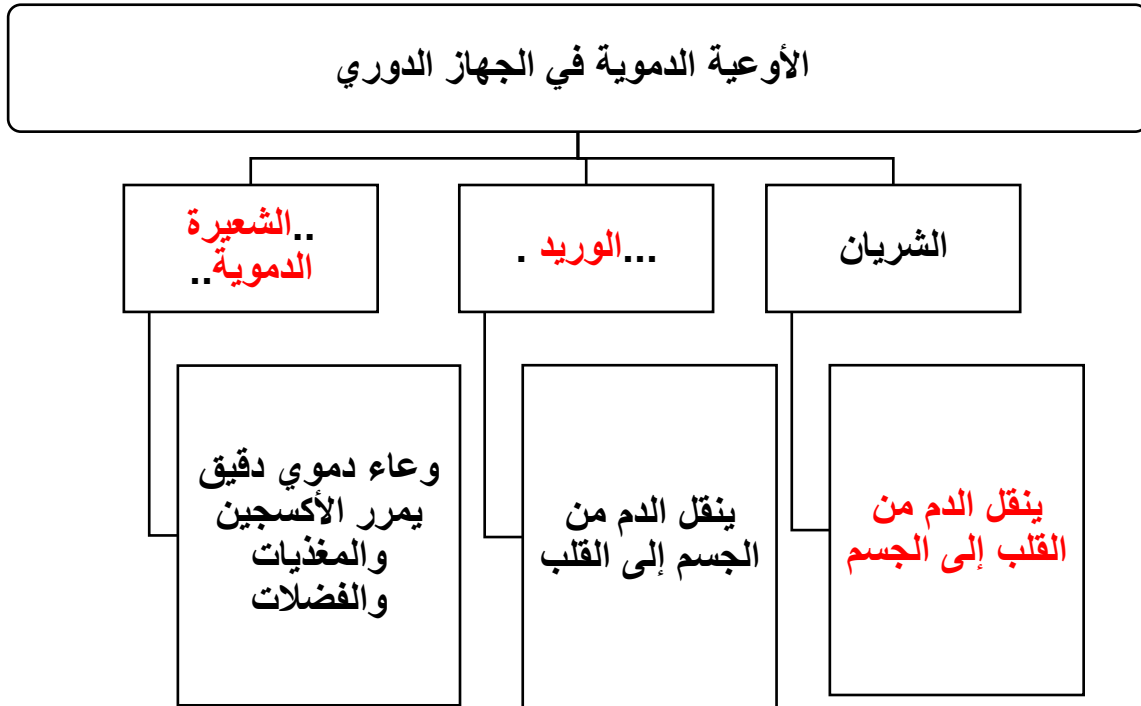 الأوعية الدموية في الجهاز الدوري
الشريان
...الوريد .
..الشعيرة
الدموية..
ينقل الدم من
القلب إلى الجسم
ينقل الدم من
الجسم إلى القلب
وعاء دموي دقيق
يمرر الأكسجين
والمغذيات
والفضلات